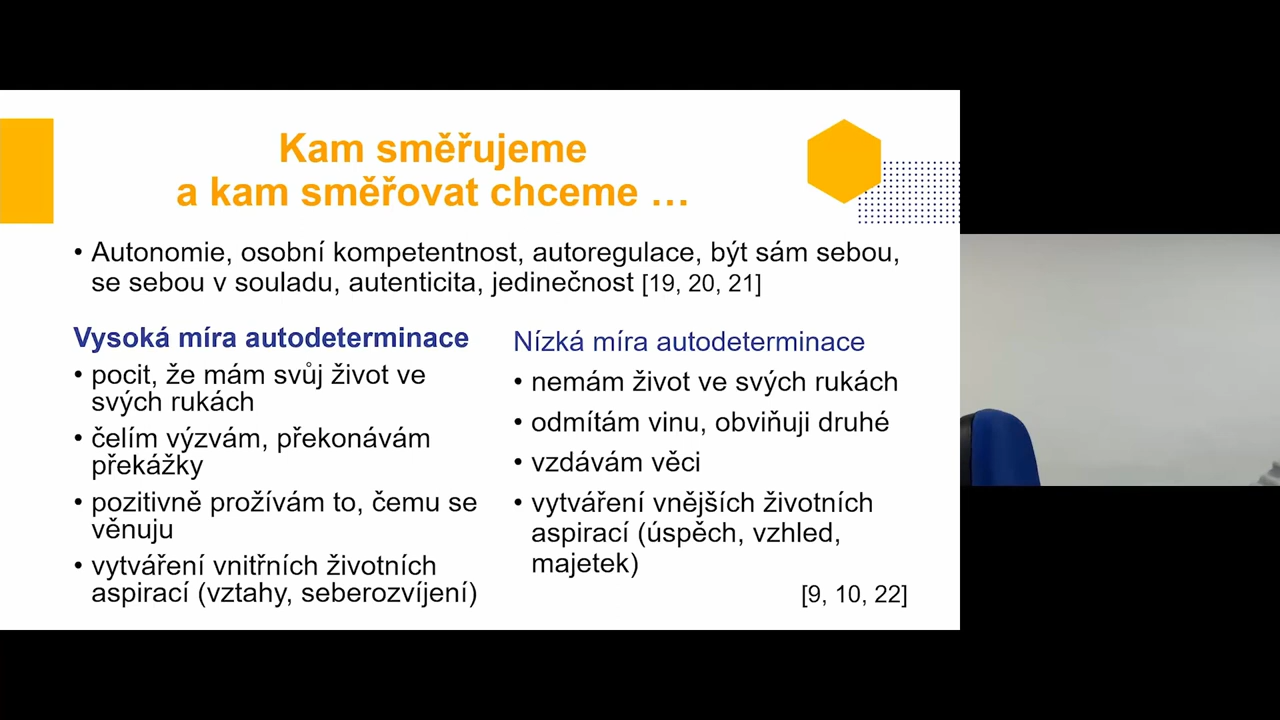 Kam směřujeme
a kam směřovat chceme …
• Autonomie, osobní kompetentnost, autoregulace, být sám sebou,
se sebou v souladu, autenticita, jedinečnost [19, 20, 21]
Vysoká míra autodeterminace
• pocit, že mám svůj život ve
svých rukách
• čelím výzvám, překonávám
překážky
• pozitivně prožívám to, čemu se
věnuju
• vytváření vnitřních životních
aspirací (vztahy, seberozvíjení)
Nízká míra autodeterminace
• nemám život ve svých rukách
• odmítám vinu, obviňuji druhé
• vzdávám věci
• vytváření vnějších životních
aspirací (úspěch, vzhled,
majetek)
[9, 10, 22]